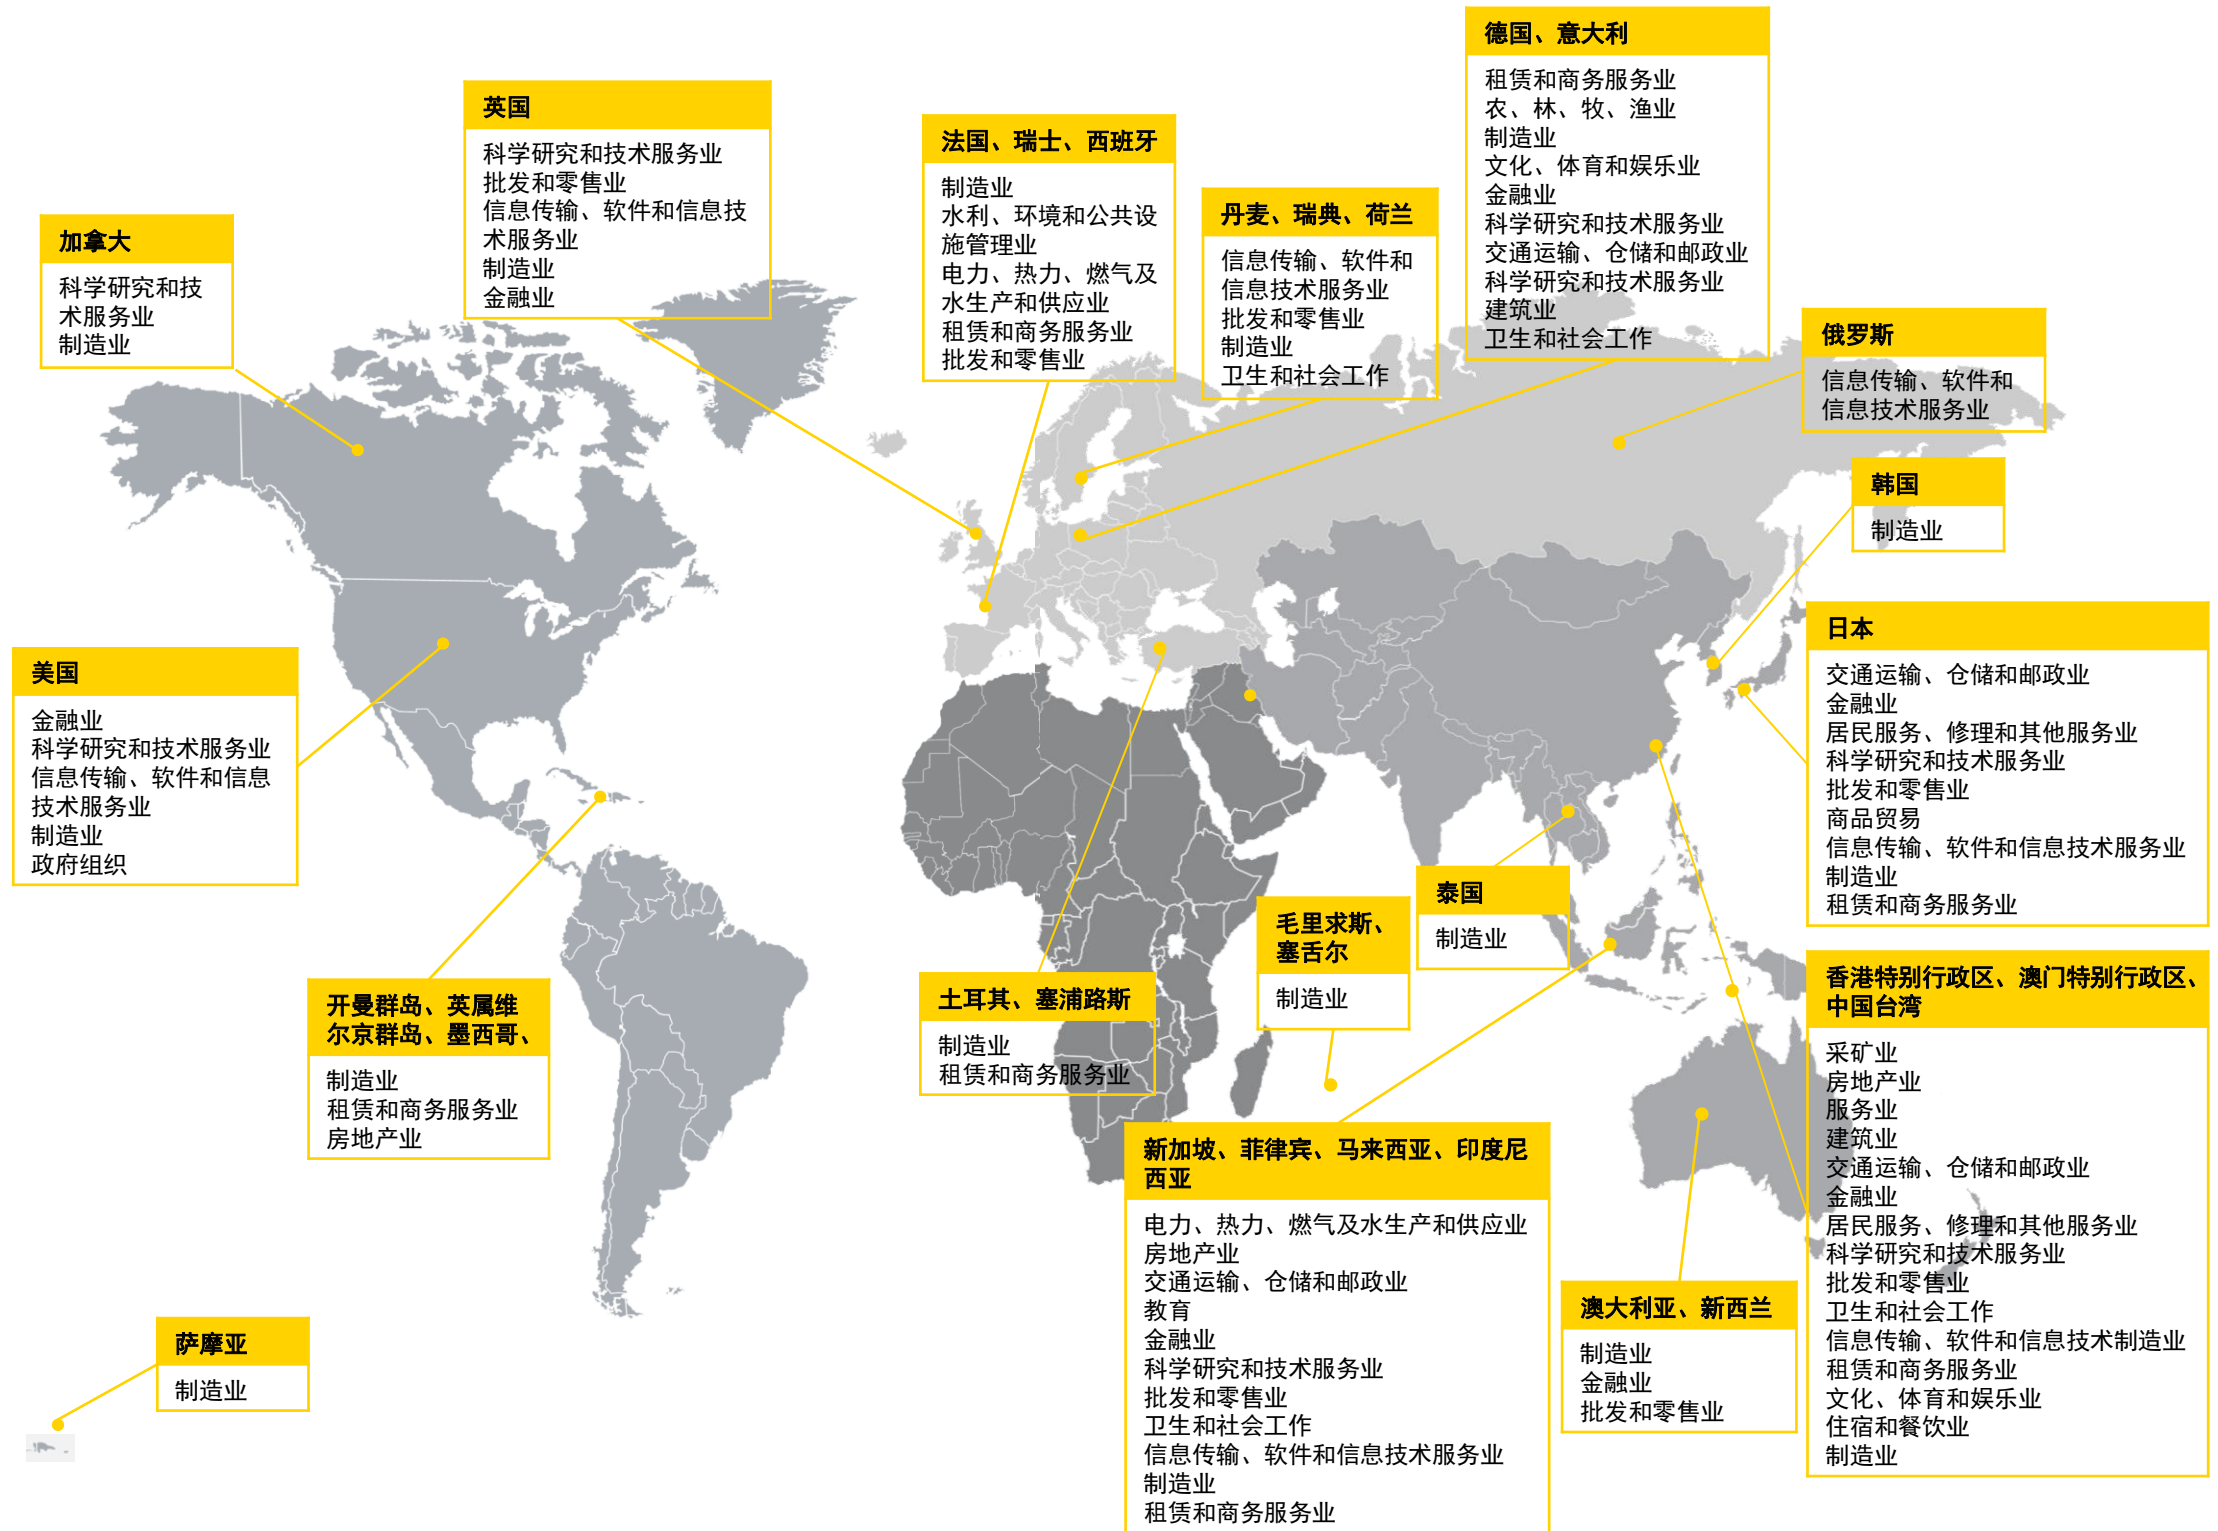 德国、意大利
租赁和商务服务业
农、林、牧、渔业
制造业
文化、体育和娱乐业
金融业
科学研究和技术服务业
交通运输、仓储和邮政业
科学研究和技术服务业
建筑业
卫生和社会工作
英国
科学研究和技术服务业
批发和零售业
信息传输、软件和信息技
术服务业
制造业
金融业
法国、瑞士、西班牙
制造业
水利、环境和公共设
施管理业
电力、热力、燃气及
水生产和供应业
租赁和商务服务业
批发和零售业
丹麦、瑞典、荷兰
信息传输、软件和
信息技术服务业
批发和零售业
制造业
卫生和社会工作
加拿大
科学研究和技
术服务业
制造业
俄罗斯
信息传输、软件和
信息技术服务业
韩国
制造业
日本
交通运输、仓储和邮政业
金融业
居民服务、修理和其他服务业
科学研究和技术服务业
批发和零售业
商品贸易
信息传输、软件和信息技术服务业
制造业
租赁和商务服务业
美国
金融业
科学研究和技术服务业
信息传输、软件和信息
技术服务业
制造业
政府组织
泰国
制造业
毛里求斯、
塞舌尔
制造业
土耳其、塞浦路斯
制造业
租赁和商务服务业
开曼群岛、英属维
尔京群岛、墨西哥、
制造业
租赁和商务服务业
房地产业
香港特别行政区、澳门特别行政区、
中国台湾
采矿业
房地产业
服务业
建筑业
交通运输、仓储和邮政业
金融业
居民服务、修理和其他服务业
科学研究和技术服务业
批发和零售业
卫生和社会工作
信息传输、软件和信息技术制造业
租赁和商务服务业
文化、体育和娱乐业
住宿和餐饮业
制造业
新加坡、菲律宾、马来西亚、印度尼
西亚
电力、热力、燃气及水生产和供应业
房地产业
交通运输、仓储和邮政业
教育
金融业
科学研究和技术服务业
批发和零售业
卫生和社会工作
信息传输、软件和信息技术服务业
制造业
租赁和商务服务业
澳大利亚、新西兰
制造业
金融业
批发和零售业
萨摩亚
制造业